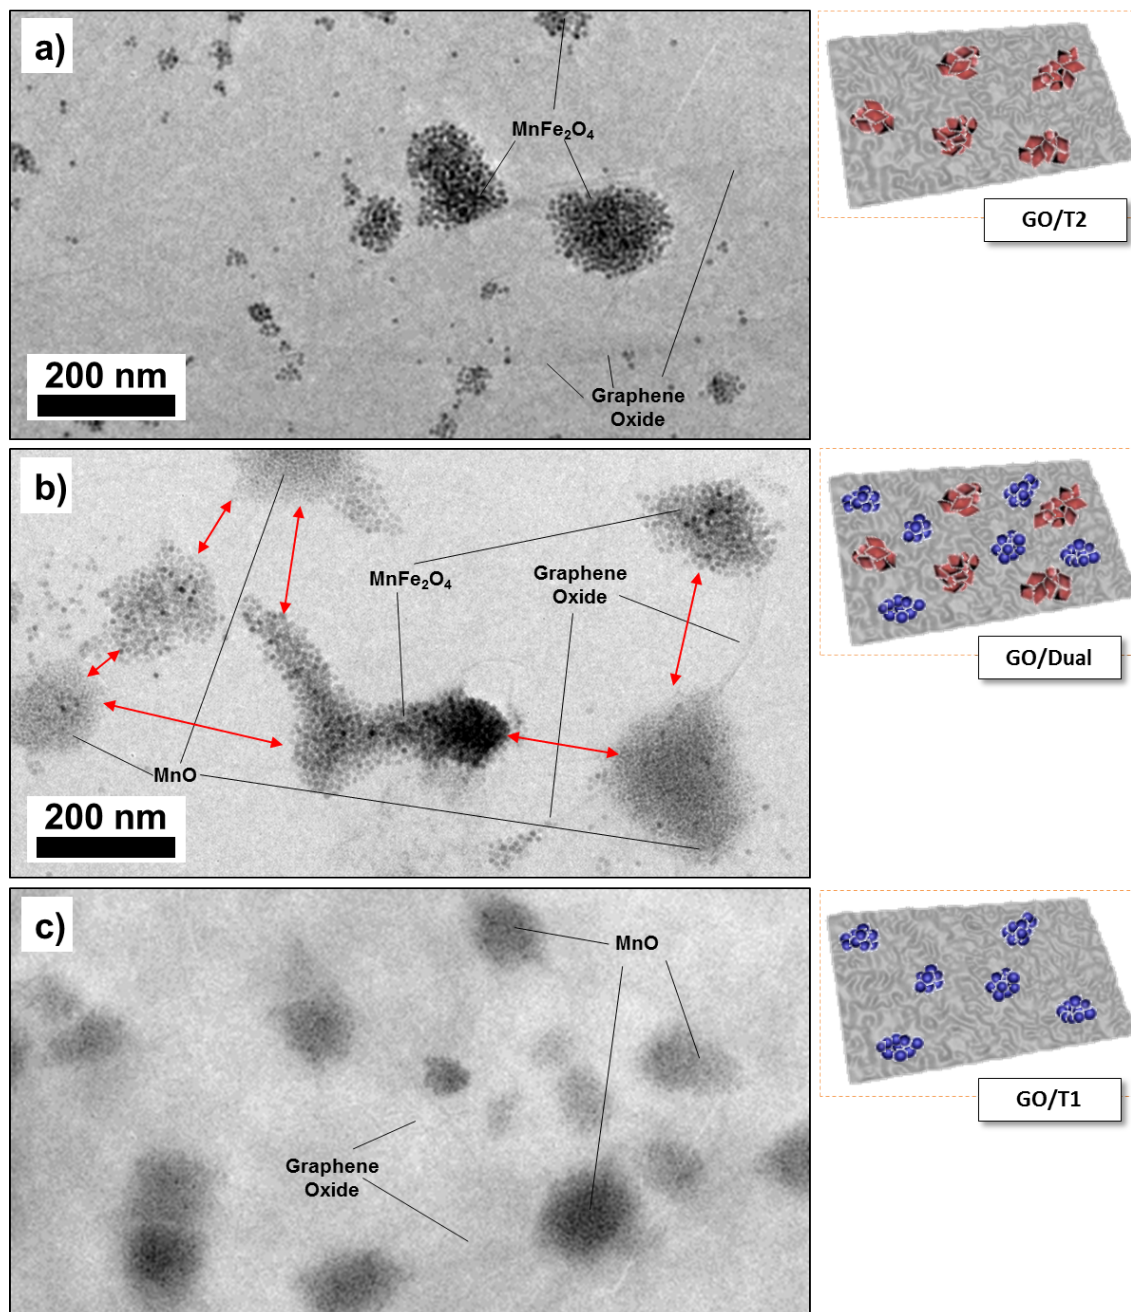 a)
MnFe₂O₄
Graphene
Oxide
200 nm
GO/T2
b)
MnFe₂O₄
Graphene
Oxide
MnO
200 nm
GO/Dual
c)
MnO
Graphene
Oxide
GO/T1